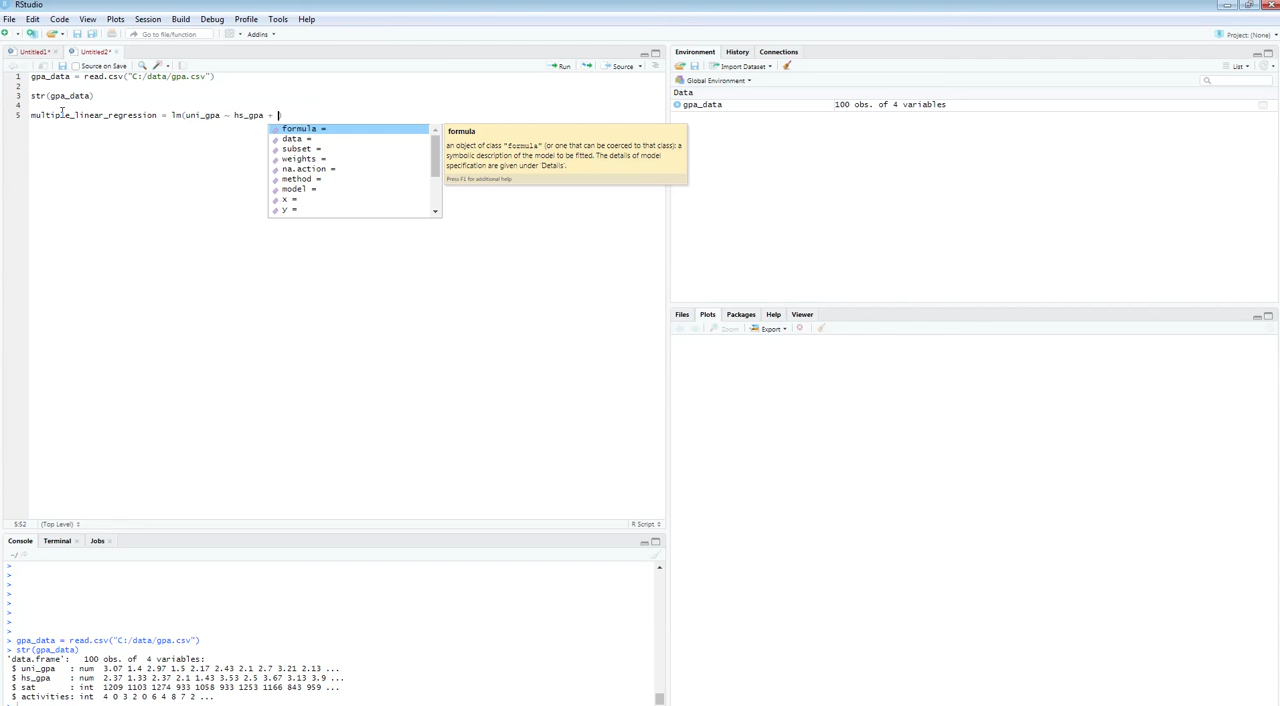 RStudio
File Edit Code View Plots Session Build Debug Profile Tools Help
Go to file/function Addins Project: (None)
Untitled1* Untitled2*
Source on Save Run Source
1 gpa_data = read.csv("C:/data/gpa.csv")
2
3 str(gpa_data)
4
5 multiple_linear_regression = lm(uni_gpa ~ hs_gpa + )
formula =
data =
subset =
weights =
na.action =
method =
model =
x =
y =
formula
an object of class "formula" (or one that can be coerced to that class): a
symbolic description of the model to be fitted. The details of model
specification are given under 'Details'.
Press F1 for additional help
5:52 (Top Level) R Script
Console Terminal Jobs
~/
>
>
>
>
>
>
>
>
> gpa_data = read.csv("C:/data/gpa.csv")
> str(gpa_data)
'data.frame': 100 obs. of 4 variables:
$ uni_gpa : num 3.07 1.4 2.97 1.5 2.17 2.43 2.1 2.7 3.21 2.13 ...
$ hs_gpa : num 2.37 1.33 2.37 2.1 1.43 3.53 2.5 3.67 3.13 3.9 ...
$ sat : int 1209 1103 1274 933 1058 933 1253 1166 843 959 ...
$ activities: int 4 0 3 2 0 6 4 8 7 2 ...
>
Environment History Connections
Import Dataset List
Global Environment
Data
gpa_data 100 obs. of 4 variables
Files Plots Packages Help Viewer
Zoom Export